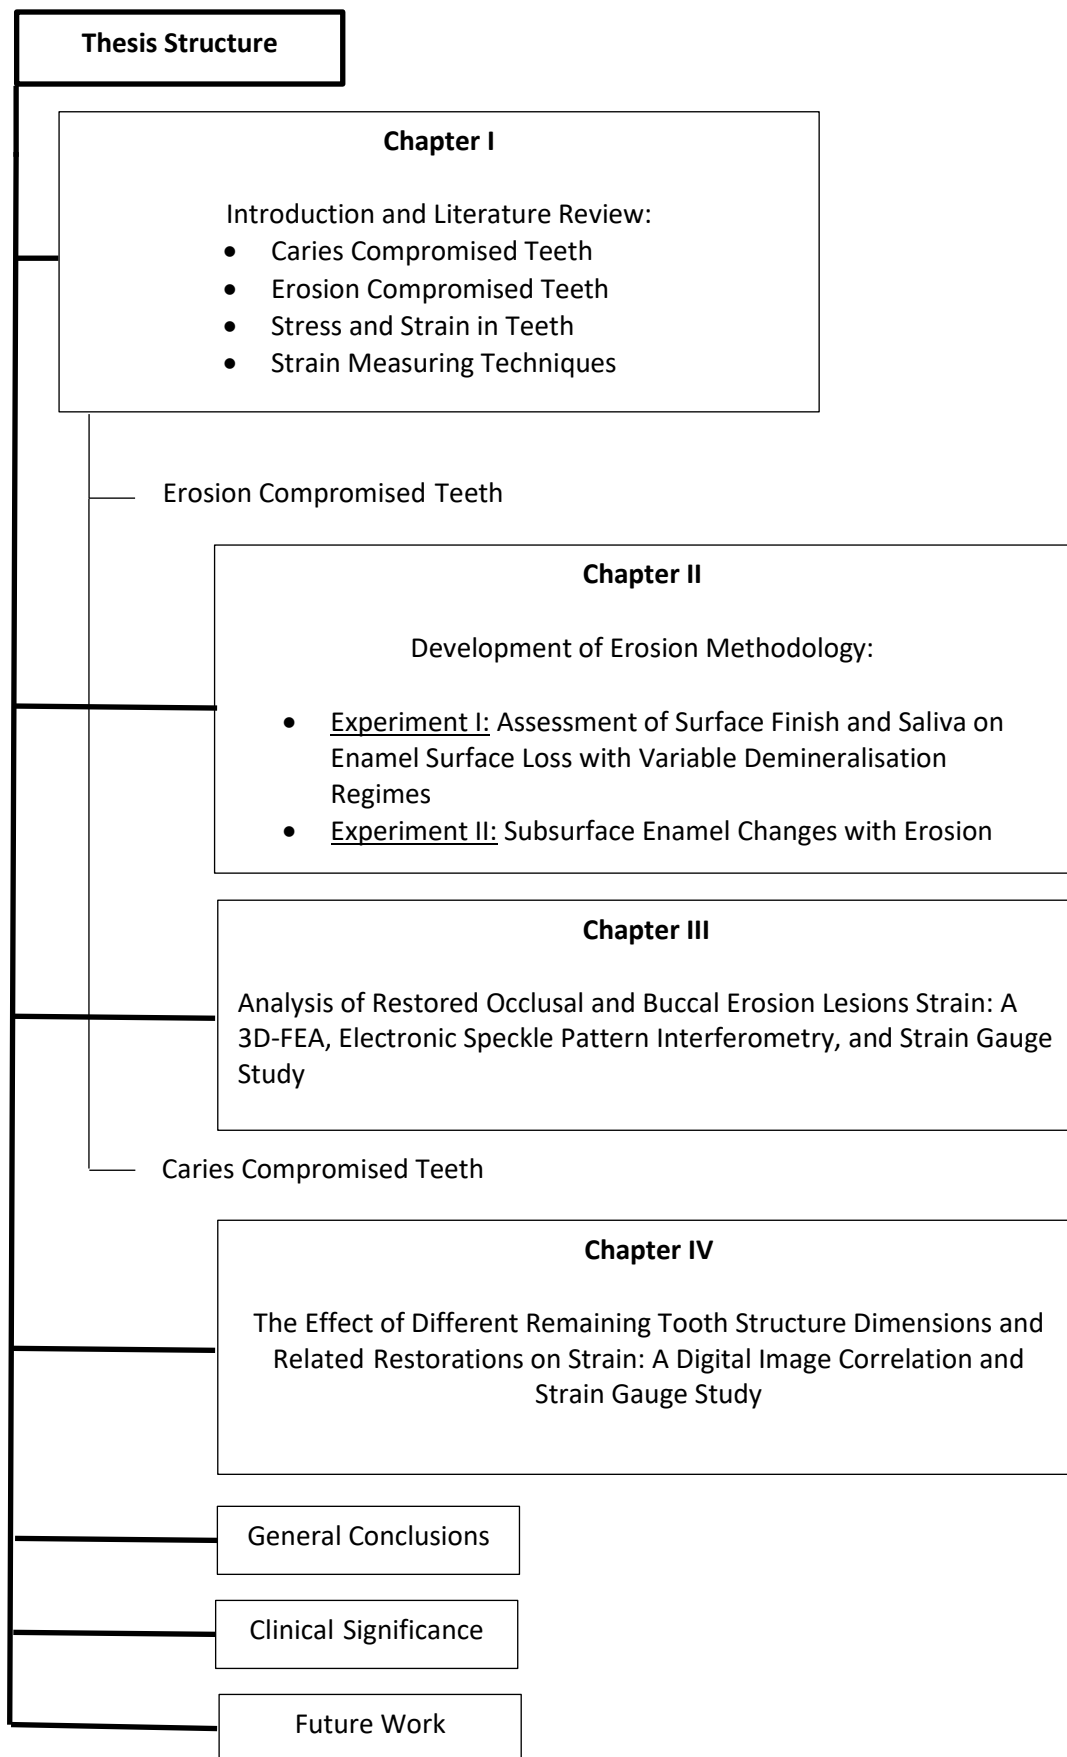 Thesis Structure
Chapter I
Introduction and Literature Review:
• Caries Compromised Teeth
• Erosion Compromised Teeth
• Stress and Strain in Teeth
• Strain Measuring Techniques
Erosion Compromised Teeth
Chapter II
Development of Erosion Methodology:
• Experiment I: Assessment of Surface Finish and Saliva on
Enamel Surface Loss with Variable Demineralisation
Regimes
• Experiment II: Subsurface Enamel Changes with Erosion
Chapter III
Analysis of Restored Occlusal and Buccal Erosion Lesions Strain: A
3D-FEA, Electronic Speckle Pattern Interferometry, and Strain Gauge
Study
Caries Compromised Teeth
Chapter IV
The Effect of Different Remaining Tooth Structure Dimensions and
Related Restorations on Strain: A Digital Image Correlation and
Strain Gauge Study
General Conclusions
Clinical Significance
Future Work